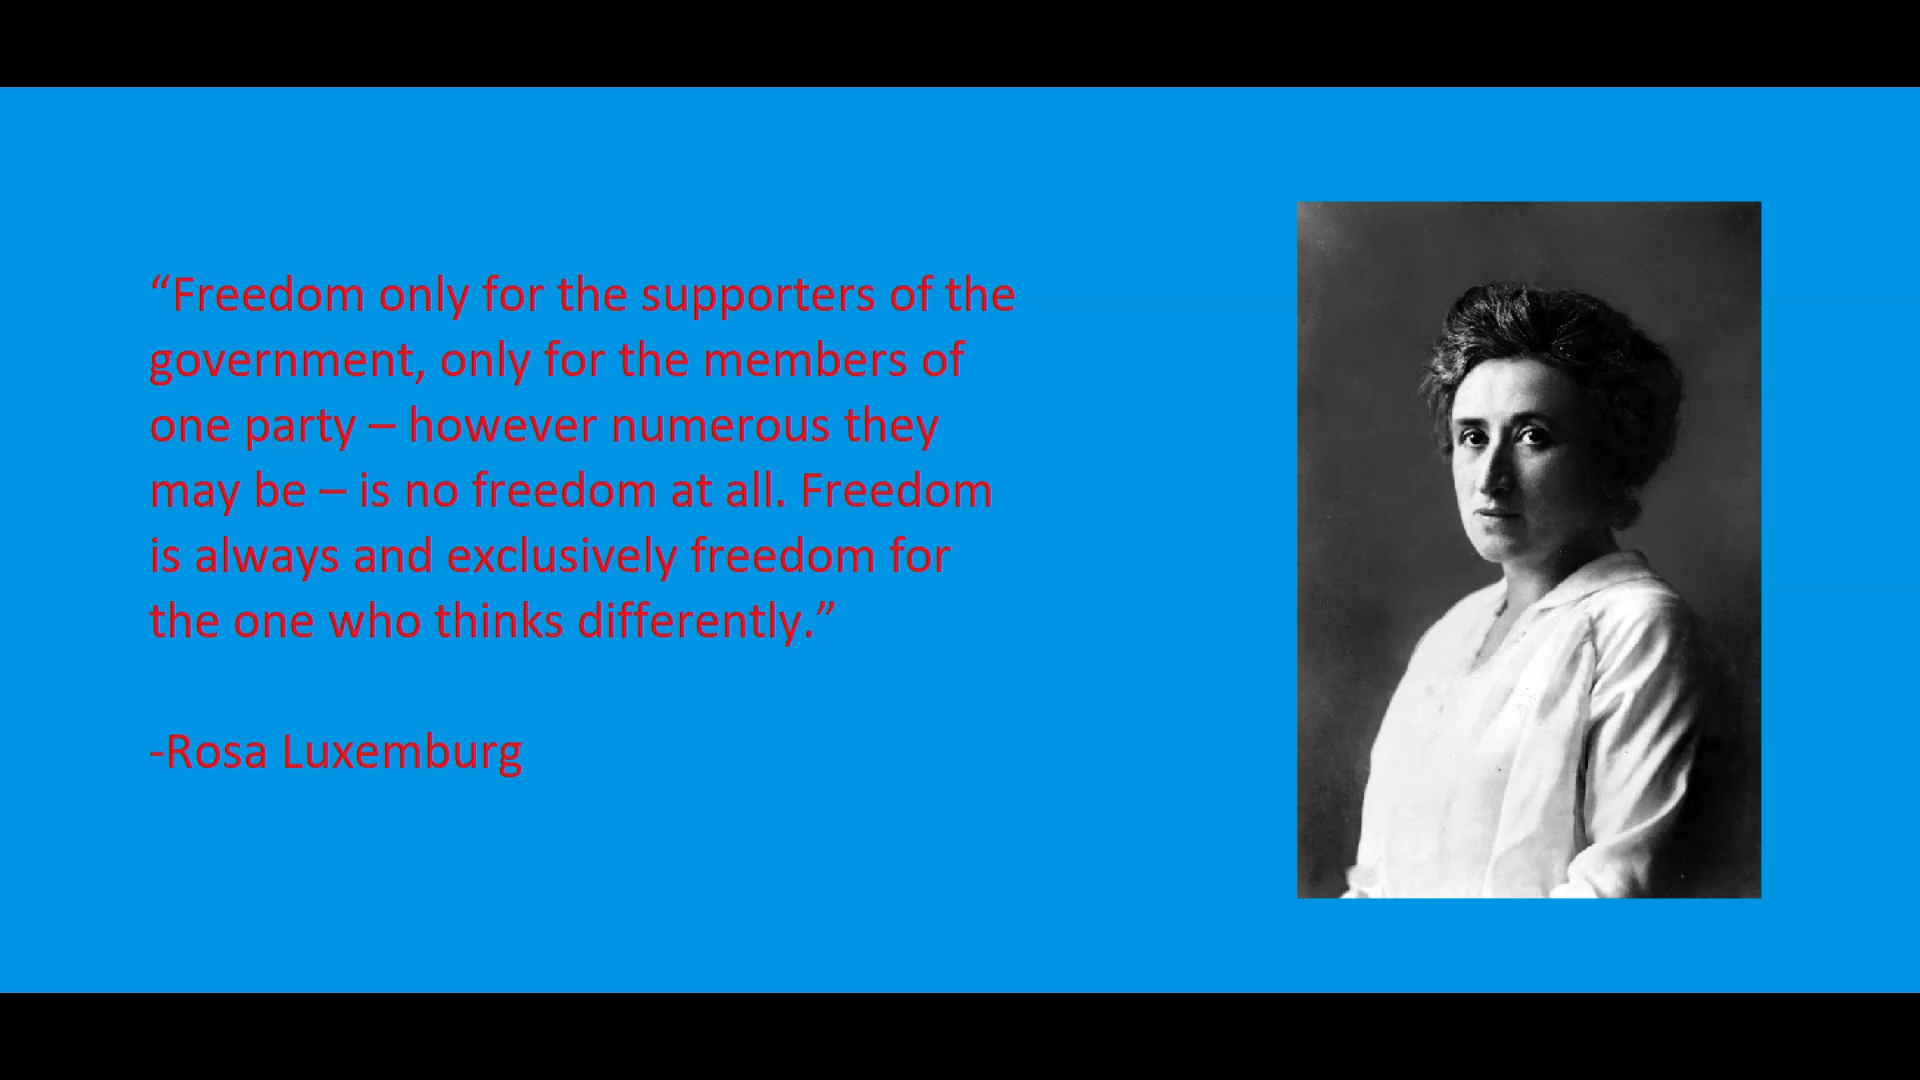 “Freedom only for the supporters of the
government, only for the members of
one party – however numerous they
may be – is no freedom at all. Freedom
is always and exclusively freedom for
the one who thinks differently.”
-Rosa Luxemburg